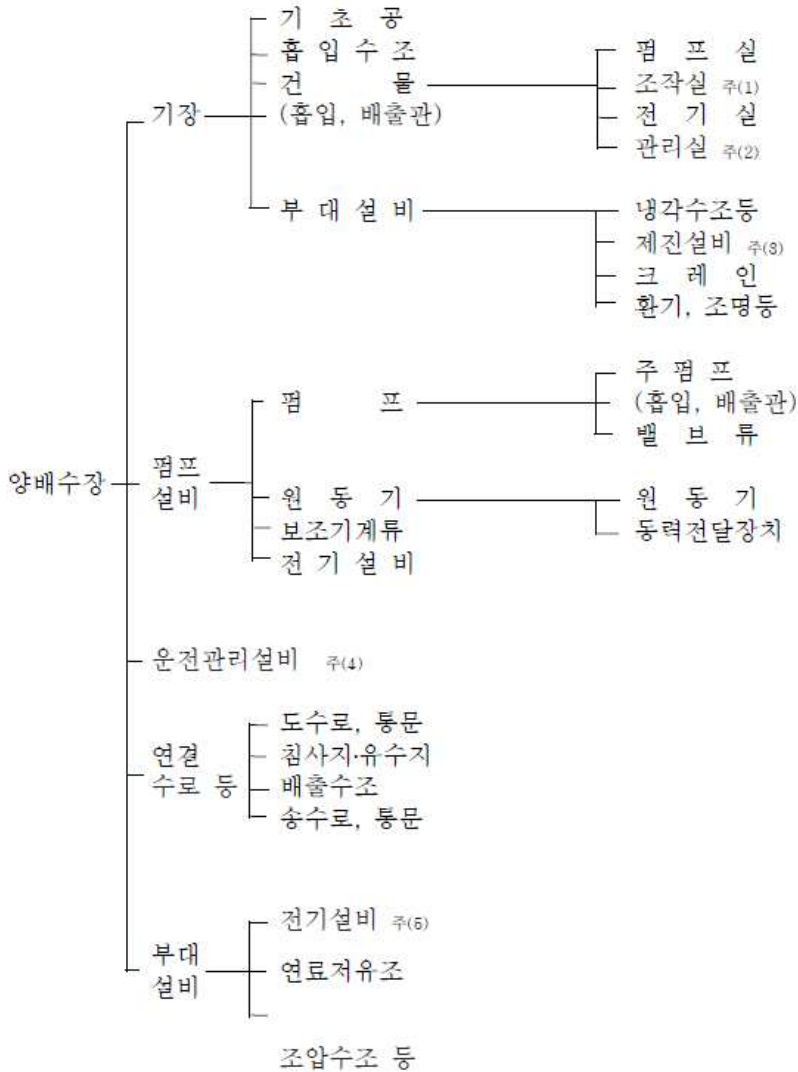 기 초 공
흡 입 수 조
건 물
(흡입, 배출관)
펌 프 실
조작실 주(1)
전 기 실
관리실 주(2)
기장
부 대 설 비
냉각수조등
제진설비 주(3)
크 레 인
환기, 조명등
펌 프
주 펌 프
(흡입, 배출관)
밸 브 류
양배수장
펌프
설비
원 동 기
보조기계류
전 기 설 비
원 동 기
동력전달장치
운전관리설비 주(4)
연결
수로 등
도수로, 통문
침사지·유수지
배출수조
송수로, 통문
부대
설비
전기설비 주(5)
연료저유조
조압수조 등